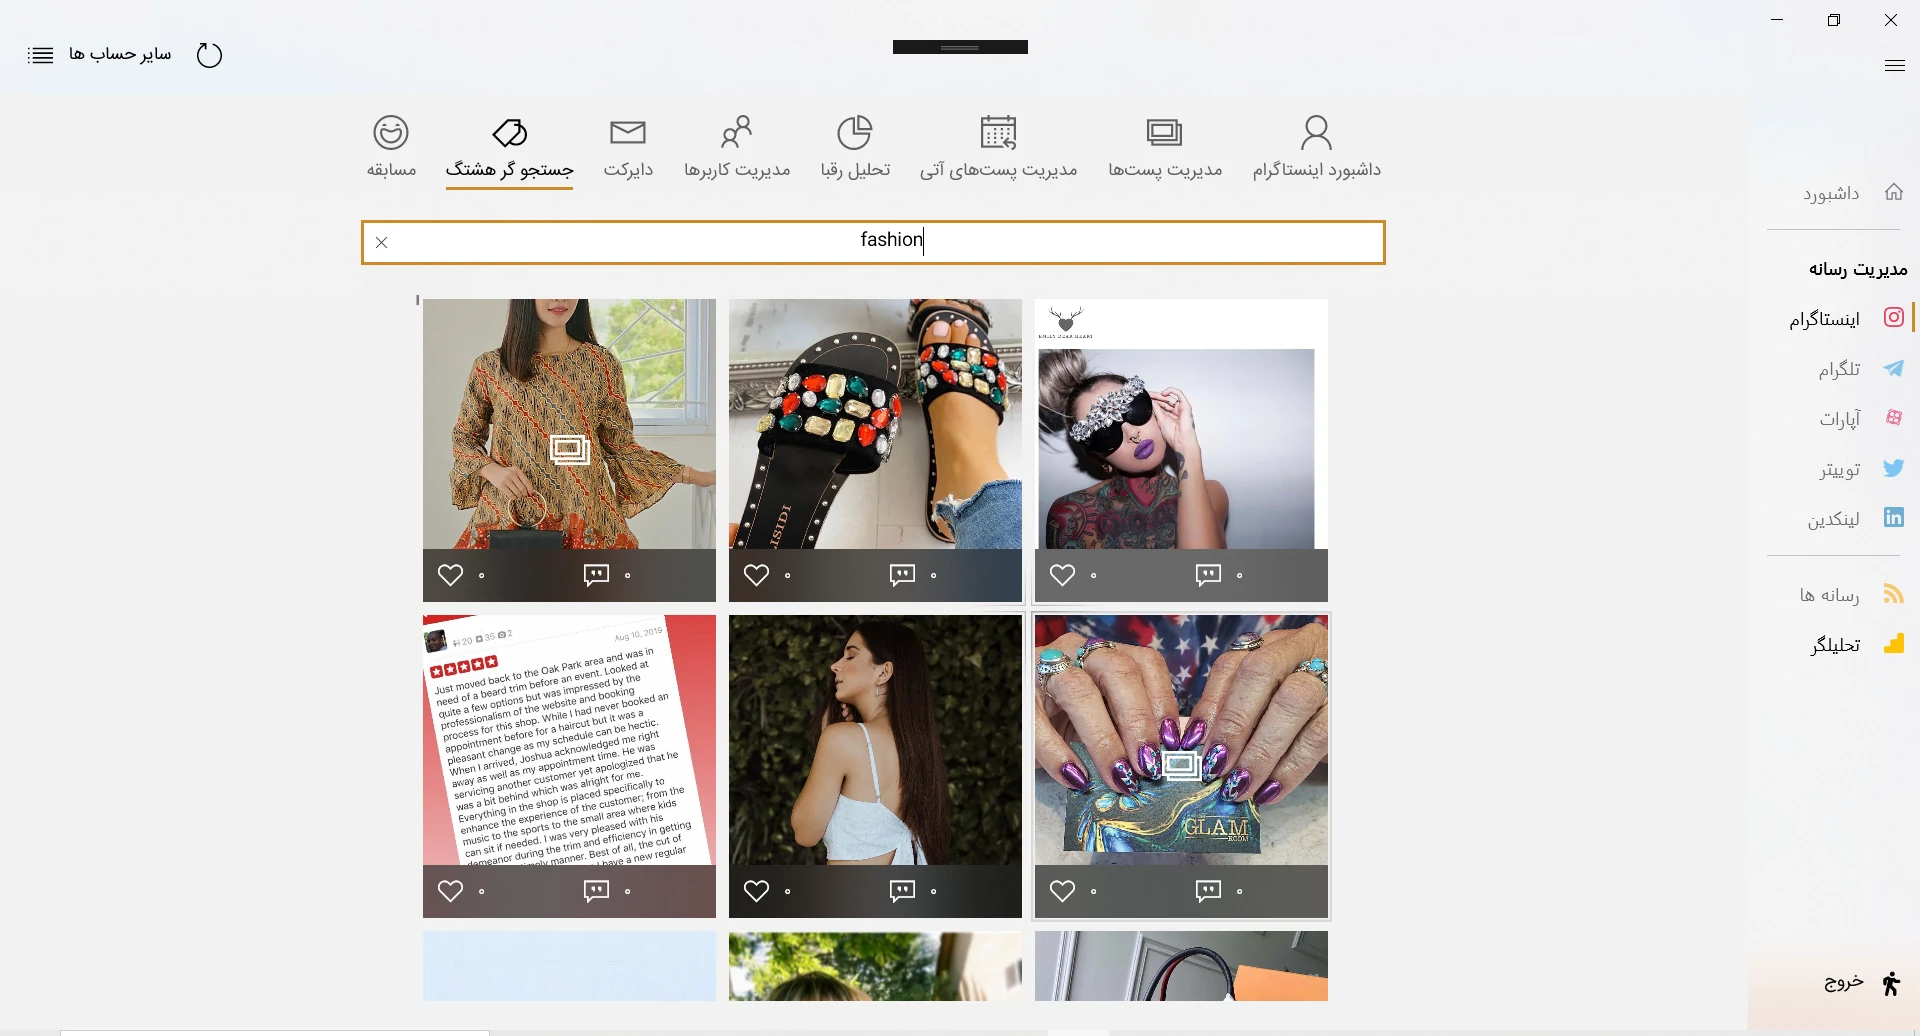 سایر حساب ها
داشبورد اینستاگرام
مدیریت پست‌ها
مدیریت پست‌های آتی
تحلیل رقبا
مدیریت کاربرها
دایرکت
جستجو گر هشتگ
مسابقه
fashion
داشبورد
مدیریت رسانه
اینستاگرام
تلگرام
آپارات
توییتر
لینکدین
رسانه ها
تحلیلگر
خروج
LISIDI
EMILY DEAR HEART
۰ ۰
۰ ۰
۰ ۰
20 35 2
Aug 10, 2019
Just moved back to the Oak Park area and was in
need of a beard trim before an event. Looked at
quite a few options but was impressed by the
professionalism of the website and booking
process for this shop. While I had never booked an
appointment before for a haircut but it was a
pleasant change as my schedule can be hectic.
When I arrived, Joshua acknowledged me right
away as well as my appointment time. He was
servicing another customer yet apologized that he
was a bit behind which was alright for me.
Everything in the shop is placed specifically to
enhance the experience of the customer; from the
music to the sports to the small area where kids
can sit if needed. I was very pleased with his
demeanor during the trim and efficiency in getting
manner. Best of all, the cut of
have a new regular
GLAM
ROOM
۰ ۰
۰ ۰
۰ ۰